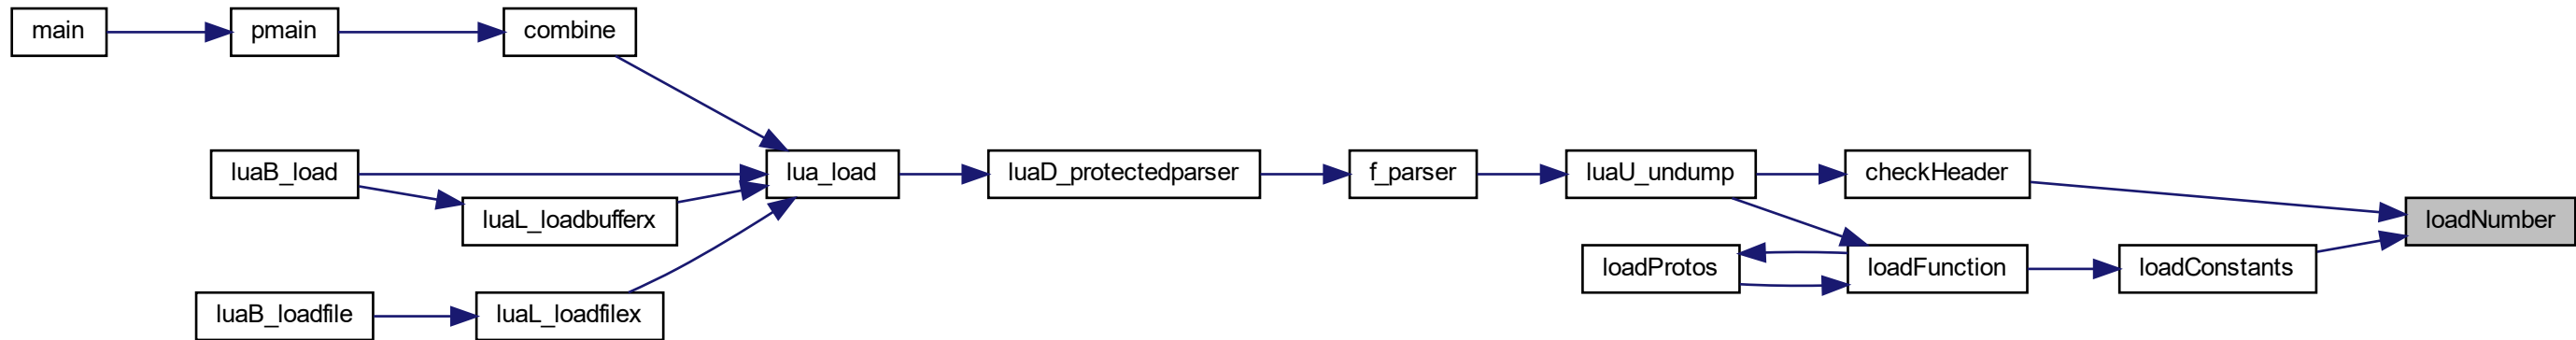 main
pmain
combine
luaB_load
lua_load
luaD_protectedparser
f_parser
luaU_undump
checkHeader
luaL_loadbufferx
loadNumber
loadProtos
loadFunction
loadConstants
luaB_loadfile
luaL_loadfilex